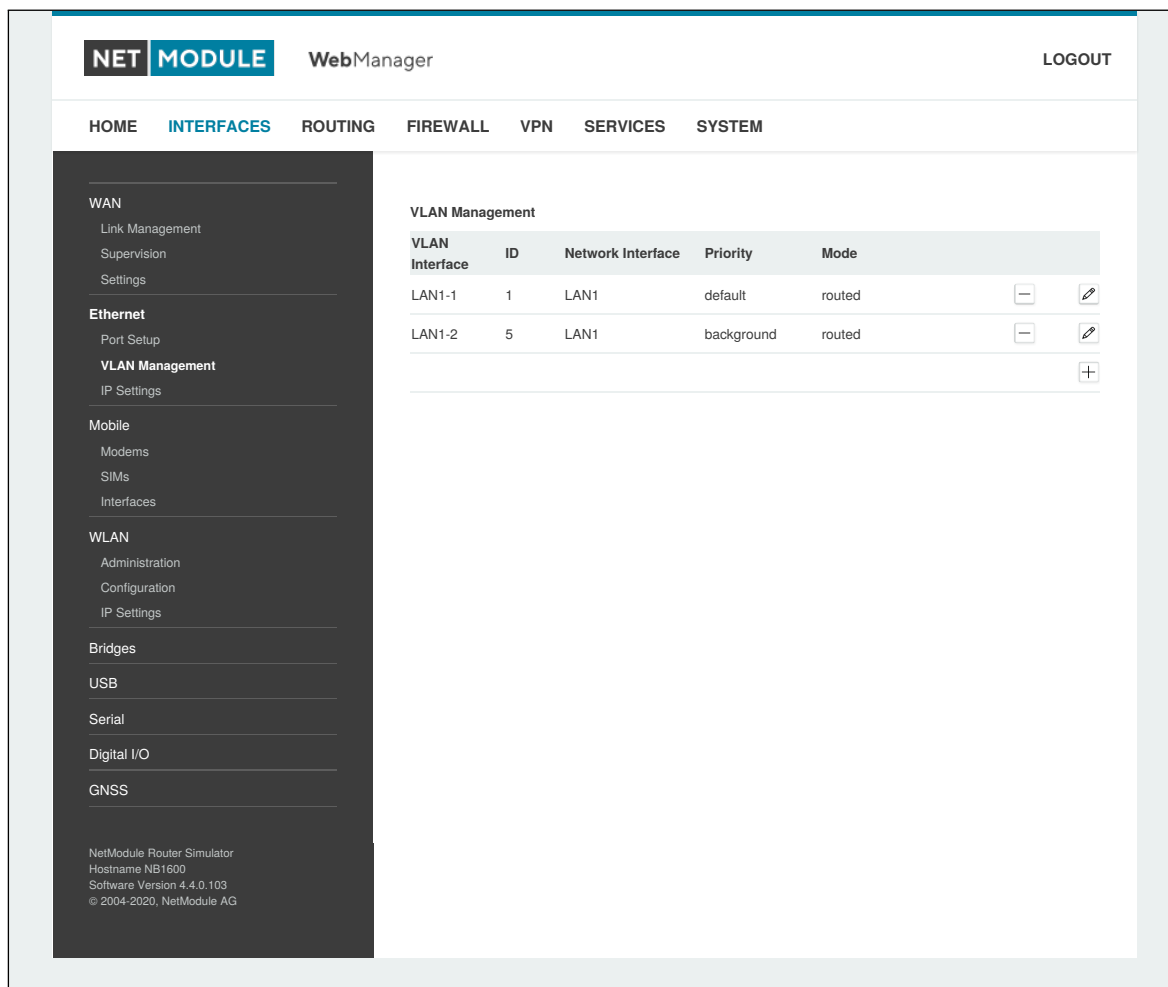 NET MODULE WebManager LOGOUT
HOME INTERFACES ROUTING FIREWALL VPN SERVICES SYSTEM
WAN
Link Management
Supervision
Settings
Ethernet
Port Setup
VLAN Management
IP Settings
Mobile
Modems
SIMs
Interfaces
WLAN
Administration
Configuration
IP Settings
Bridges
USB
Serial
Digital I/O
GNSS
NetModule Router Simulator
Hostname NB1600
Software Version 4.4.0.103
© 2004-2020, NetModule AG
VLAN Management
VLAN Interface ID Network Interface Priority Mode
LAN1-1 1 LAN1 default routed
LAN1-2 5 LAN1 background routed